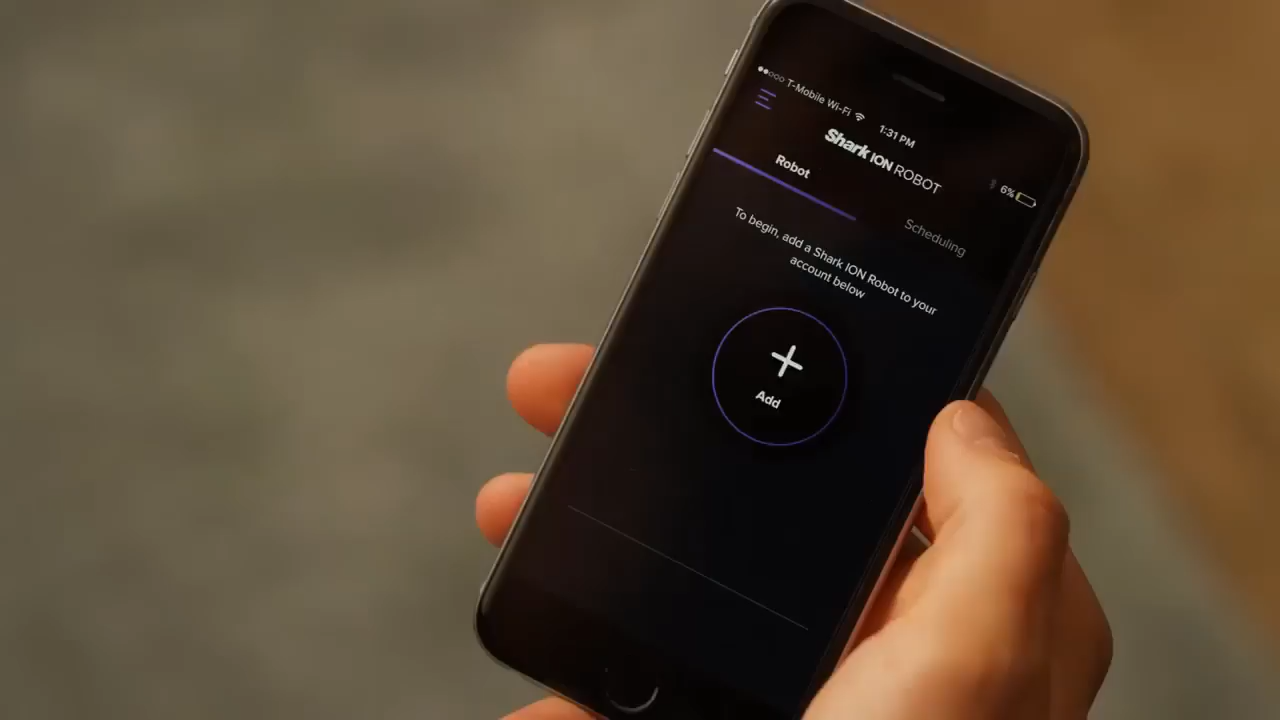 T-Mobile Wi-Fi 1:31 PM 6%
Shark ION ROBOT
Robot Scheduling
To begin, add a Shark ION Robot to your
account below
Add